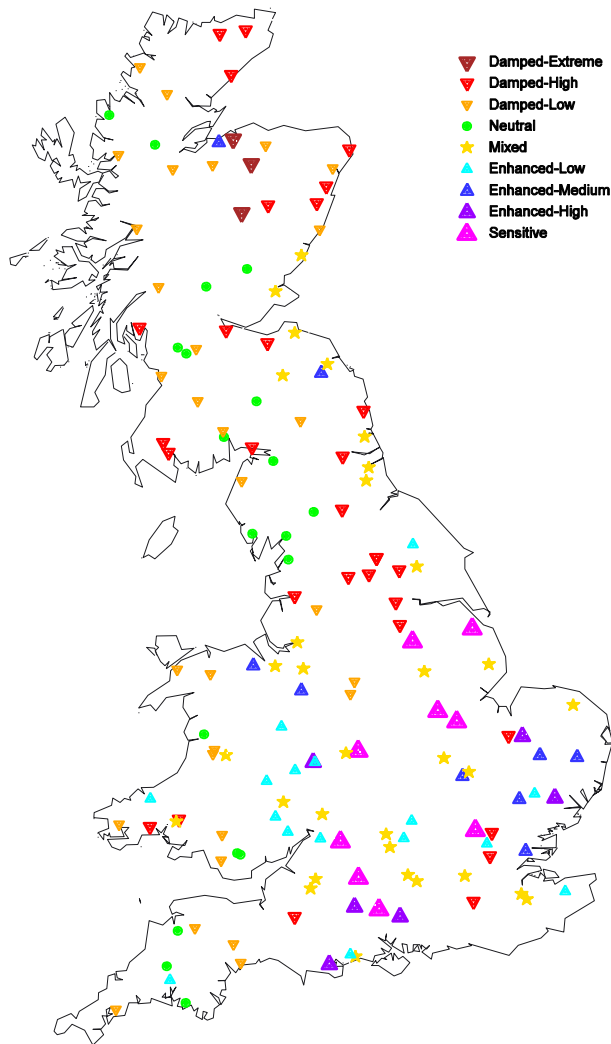 Damped-Extreme
Damped-High
Damped-Low
Neutral
Mixed
Enhanced-Low
Enhanced-Medium
Enhanced-High
Sensitive